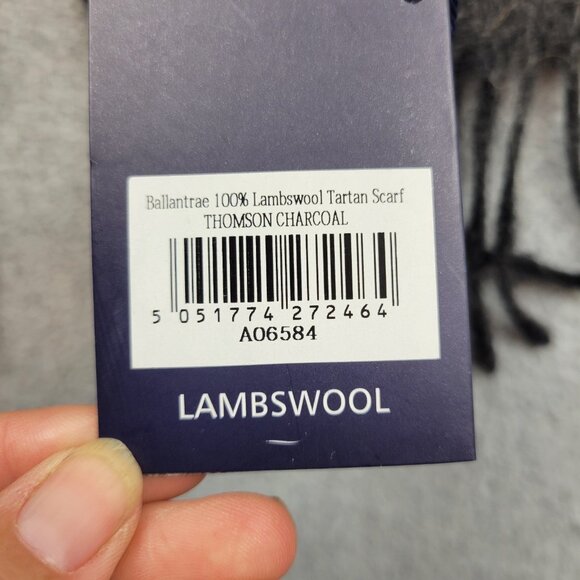 Ballantrae 100% Lambswool Tartan Scarf
THOMSON CHARCOAL
5 051774 272464
A06584
LAMBSWOOL